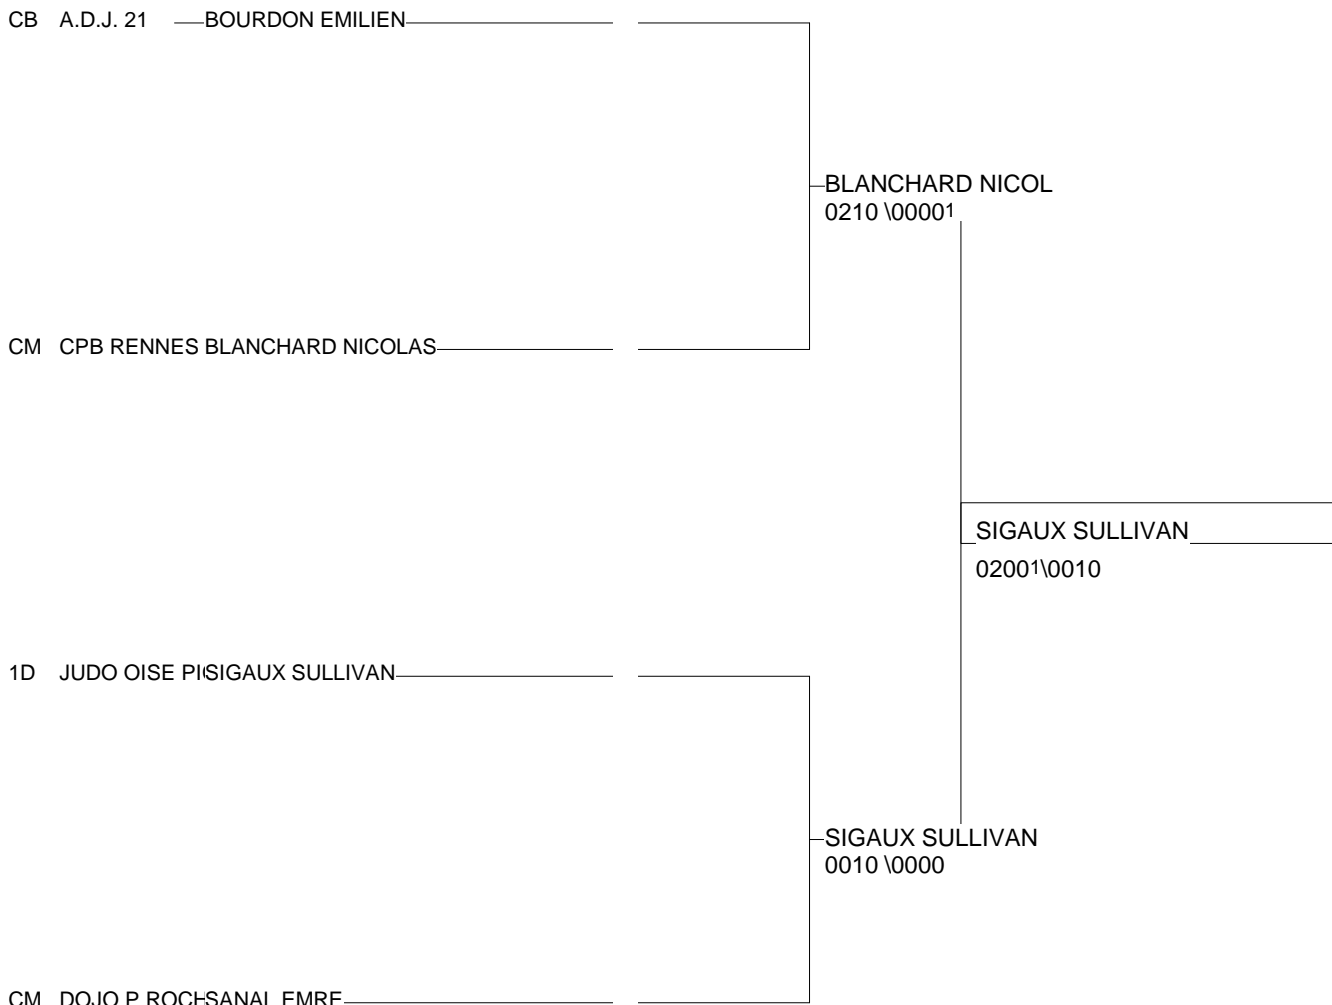 CB A.D.J. 21 BOURDON EMILIEN
BLANCHARD NICOL
0210 \00001
CM CPB RENNES BLANCHARD NICOLAS
SIGAUX SULLIVAN
02001\0010
1D JUDO OISE PI SIGAUX SULLIVAN
SIGAUX SULLIVAN
0010 \0000
CM DOJO P ROCH SANAL EMRE